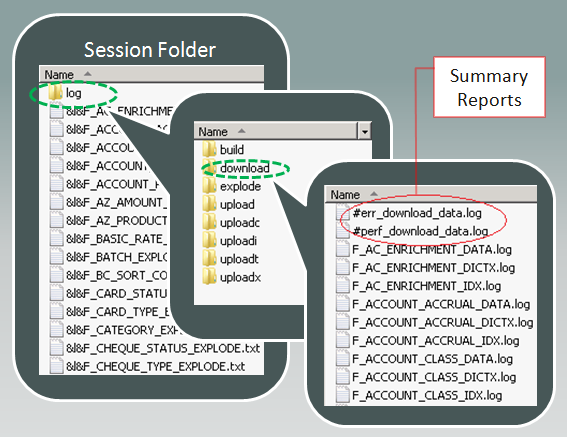 Session Folder
Name
log
&I&F_AC_ENRICHME
&I&F_ACCO
&I&F_ACCOU
&I&F_ACCOUNT
&I&F_ACCOUNT_
&I&F_AZ_AMOUNT_
&I&F_AZ_PRODUCT
&I&F_BASIC_RATE_
&I&F_BATCH_EXPLO
&I&F_BC_SORT_CO
&I&F_CARD_STATU
&I&F_CARD_TYPE_E
&I&F_CATEGORY_EXP
&I&F_CHEQUE_STATUS_EXPLODE.txt
&I&F_CHEQUE_TYPE_EXPLODE.txt
Name
build
download
explode
upload
uploadc
uploadi
uploadt
uploadx
Summary
Reports
Name
#err_download_data.log
#perf_download_data.log
F_AC_ENRICHMENT_DATA.log
F_AC_ENRICHMENT_DICTX.log
F_AC_ENRICHMENT_IDX.log
F_ACCOUNT_ACCRUAL_DATA.log
F_ACCOUNT_ACCRUAL_DICTX.log
F_ACCOUNT_ACCRUAL_IDX.log
F_ACCOUNT_CLASS_DATA.log
F_ACCOUNT_CLASS_DICTX.log
F_ACCOUNT_CLASS_IDX.log